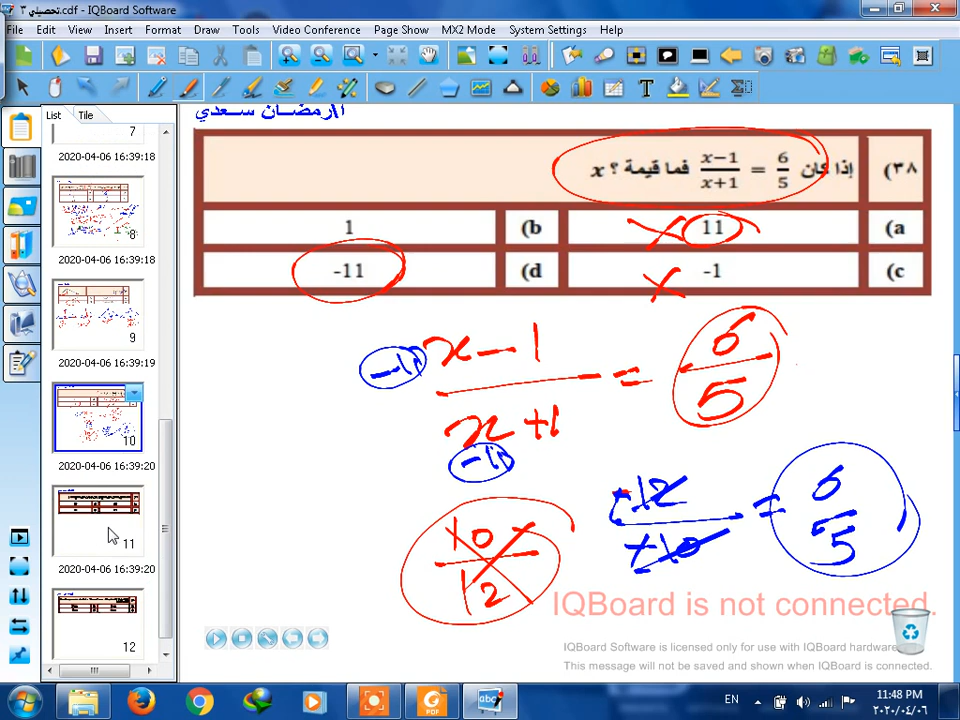 تحصيلي ٣.cdf - IQBoard Software
File Edit View Insert Format Draw Tools Video Conference Page Show MX2 Mode System Settings Help
List Tile
7
2020-04-06 16:39:18
8
2020-04-06 16:39:18
9
2020-04-06 16:39:19
10
2020-04-06 16:39:20
11
2020-04-06 16:39:20
12
أ/رمضان سعدي
(٣٨ إذا كان x−1/x+1 = 6/5 فما قيمة x ؟
(a 11 (b 1
(c -1 (d -11
x - 1 / x + 1 = 6 / 5
-11
-11
10 / 12
-12 / -10 = 6 / 5
IQBoard is not connected.
IQBoard Software is licensed only for use with IQBoard hardware
This message will not be saved and shown when IQBoard is connected.
EN
11:48 PM
٢٠٢٠/٠٤/٠٦
abc
PDF